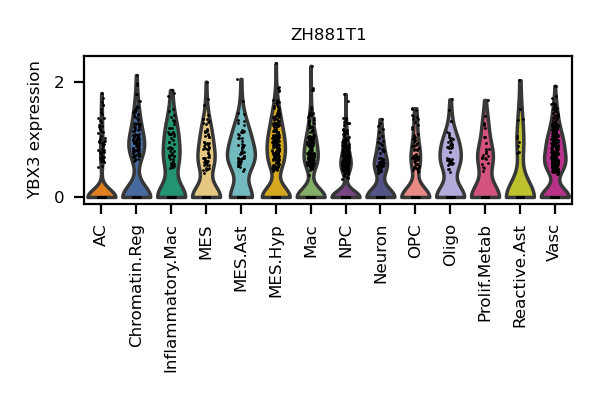 ZH881T1
YBX3 expression
2
0
AC
Chromatin.Reg
Inflammatory.Mac
MES
MES.Ast
MES.Hyp
Mac
NPC
Neuron
OPC
Oligo
Prolif.Metab
Reactive.Ast
Vasc